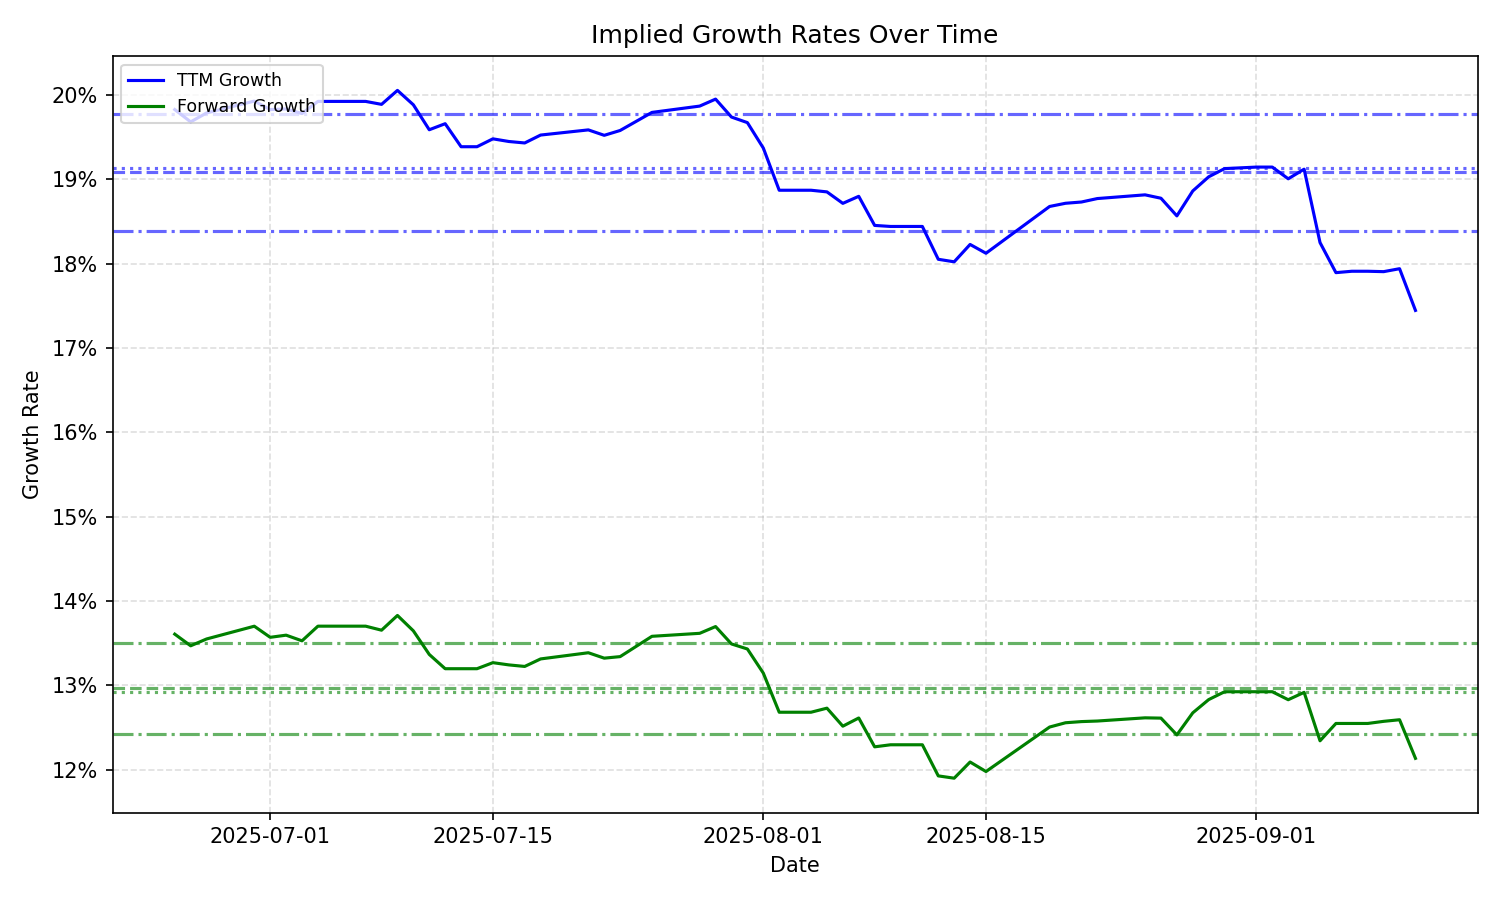 Implied Growth Rates Over Time
TTM Growth
Forward Growth
20%
19%
18%
17%
16%
15%
14%
13%
12%
Growth Rate
2025-07-01
2025-07-15
2025-08-01
2025-08-15
2025-09-01
Date